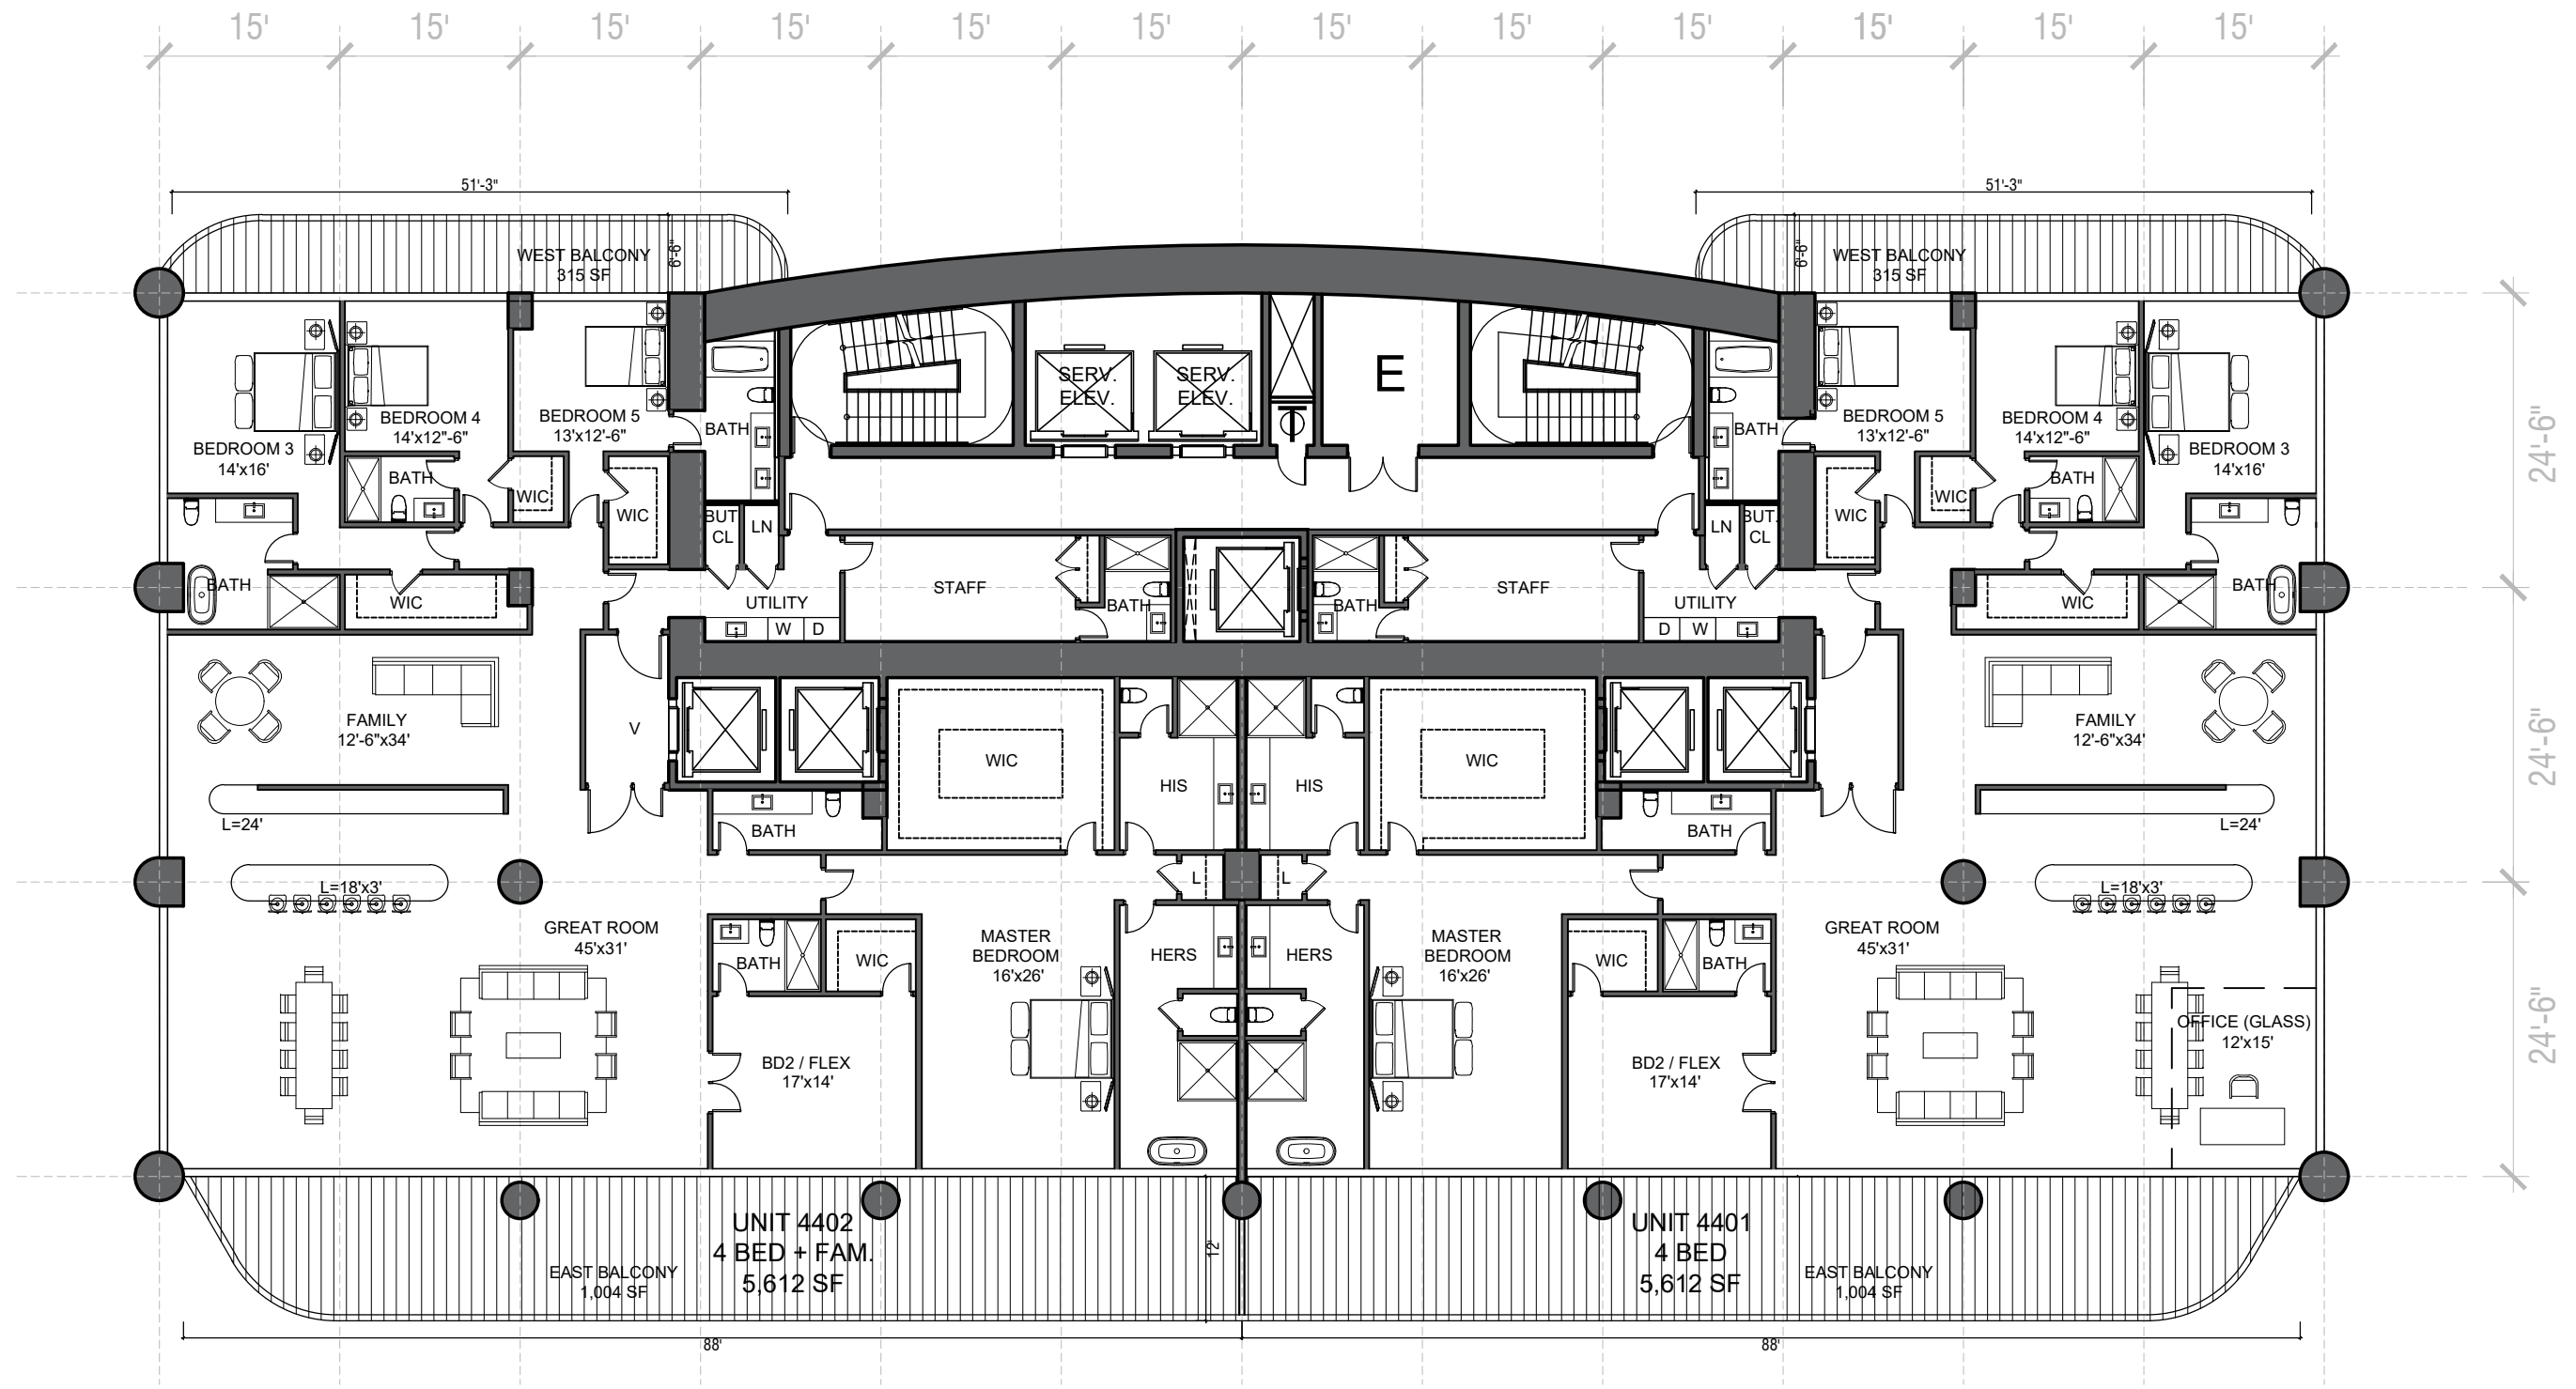 15' 15' 15' 15' 15' 15' 15' 15' 15' 15' 15' 15'
51'-3" 51'-3"
WEST BALCONY
315 SF
6'-6"
6'-6"
WEST BALCONY
315 SF
24'-6"
24'-6"
24'-6"
BEDROOM 3
14'x16'
BEDROOM 4
14'x12"-6"
BEDROOM 5
13'x12'-6"
BATH
SERV.
ELEV.
SERV.
ELEV.
E
BATH
BEDROOM 5
13'x12'-6"
BEDROOM 4
14'x12"-6"
BEDROOM 3
14'x16'
BATH
WIC
WIC
BUT
CL
LN
LN
BUT.
CL
WIC
WIC
BATH
BATH
WIC
UTILITY
W D
STAFF
BATH
BATH
STAFF
UTILITY
D W
WIC
BATH
FAMILY
12'-6"x34'
V
WIC
HIS
HIS
WIC
FAMILY
12'-6"x34'
L=24'
BATH
BATH
L=24'
L=18'x3'
L
L
L=18'x3'
GREAT ROOM
45'x31'
BATH
WIC
MASTER
BEDROOM
16'x26'
HERS
HERS
MASTER
BEDROOM
16'x26'
WIC
BATH
GREAT ROOM
45'x31'
BD2 / FLEX
17'x14'
BD2 / FLEX
17'x14'
OFFICE (GLASS)
12'x15'
UNIT 4402
4 BED + FAM.
5,612 SF
EAST BALCONY
1,004 SF
12'
UNIT 4401
4 BED
5,612 SF
EAST BALCONY
1,004 SF
88' 88'